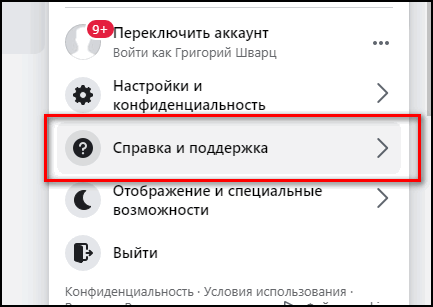 9+
Переключить аккаунт
Войти как Григорий Шварц
Настройки и
конфиденциальность
Справка и поддержка
Отображение и специальные
возможности
Выйти
Конфиденциальность · Условия использования ·